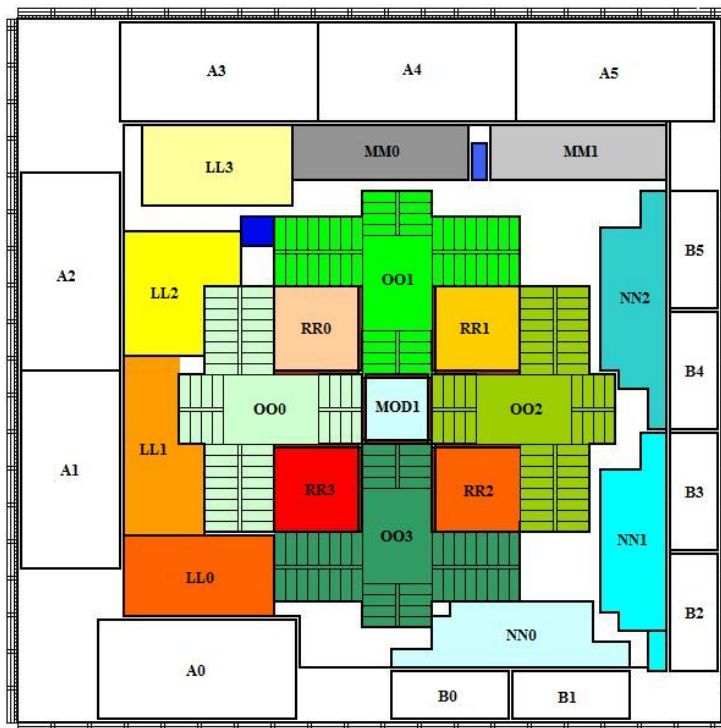 A3
A4
A5
LL3
MM0
MM1
A2
LL2
OO1
NN2
B5
RR0
RR1
B4
OO0
MOD1
OO2
A1
LL1
RR3
RR2
B3
OO3
NN1
LL0
B2
NN0
A0
B0
B1